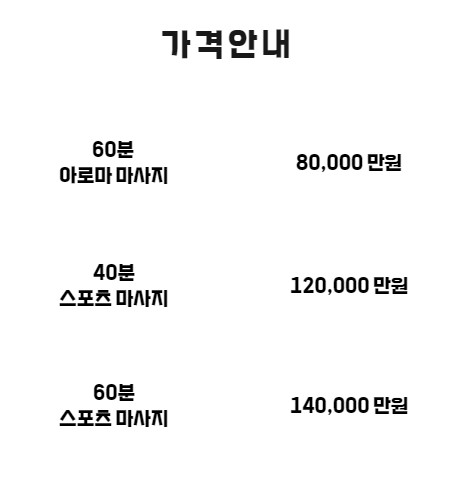 가격안내
60분
아로마 마사지
80,000 만원
40분
스포츠 마사지
120,000 만원
60분
스포츠 마사지
140,000 만원